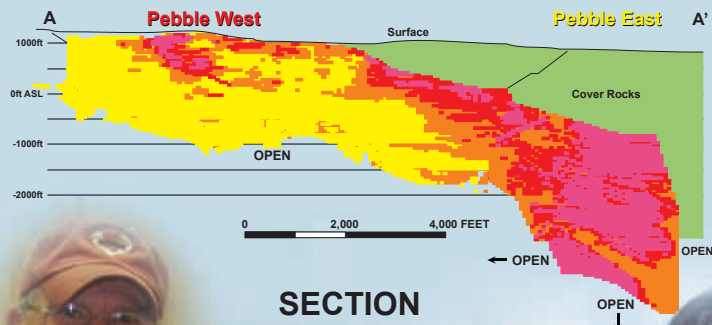 A Pebble West Pebble East A'
Surface
1000ft
0ft ASL
Cover Rocks
-1000ft
OPEN
-2000ft
0 2,000 4,000 FEET
OPEN
OPEN
SECTION
OPEN